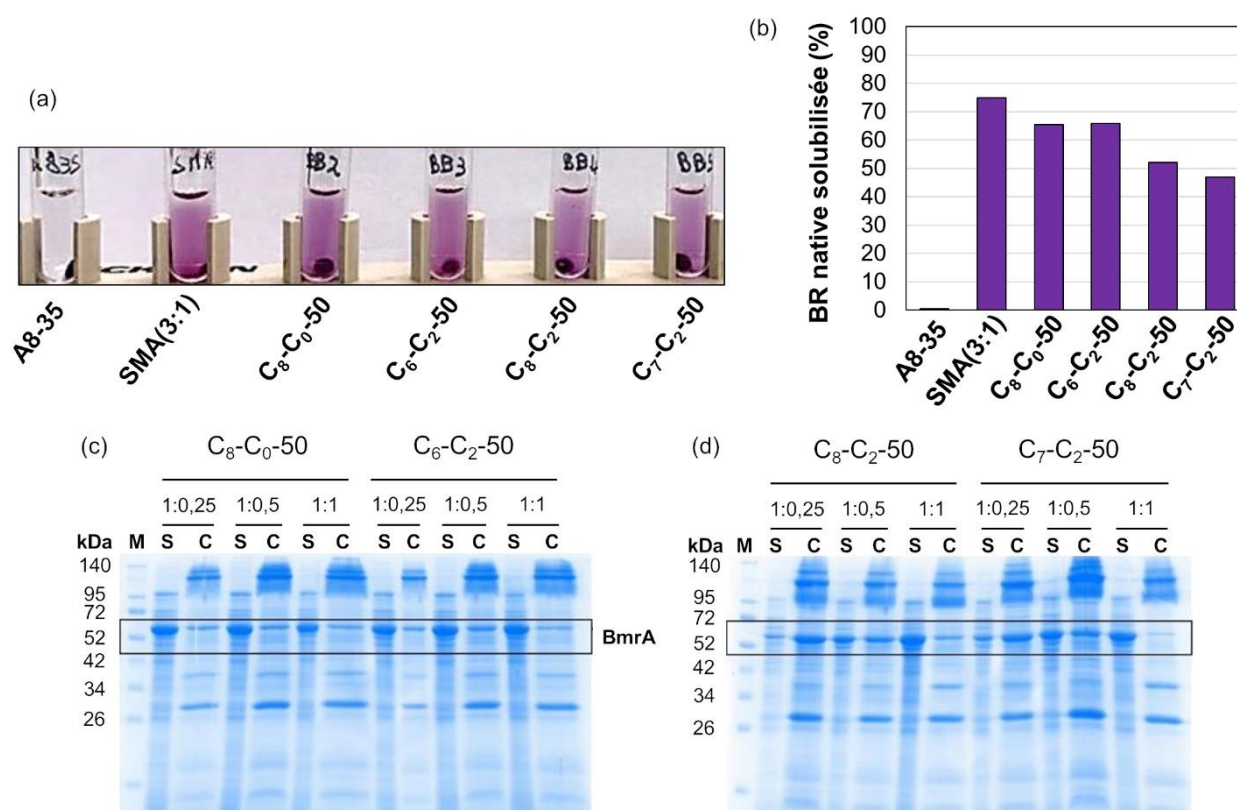 (a)
B35
SMA
BB2
BB3
BB4
BB5
A8-35
SMA(3:1)
C₈-C₀-50
C₆-C₂-50
C₈-C₂-50
C₇-C₂-50
(b)
BR native solubilisée (%)
100
90
80
70
60
50
40
30
20
10
0
A8-35
SMA(3:1)
C₈-C₀-50
C₆-C₂-50
C₈-C₂-50
C₇-C₂-50
(c)
C₈-C₀-50 C₆-C₂-50
1:0,25 1:0,5 1:1 1:0,25 1:0,5 1:1
kDa M S C S C S C S C S C S C
140
95
72
52
42
34
26
BmrA
(d)
C₈-C₂-50 C₇-C₂-50
1:0,25 1:0,5 1:1 1:0,25 1:0,5 1:1
kDa M S C S C S C S C S C S C
140
95
72
52
42
34
26